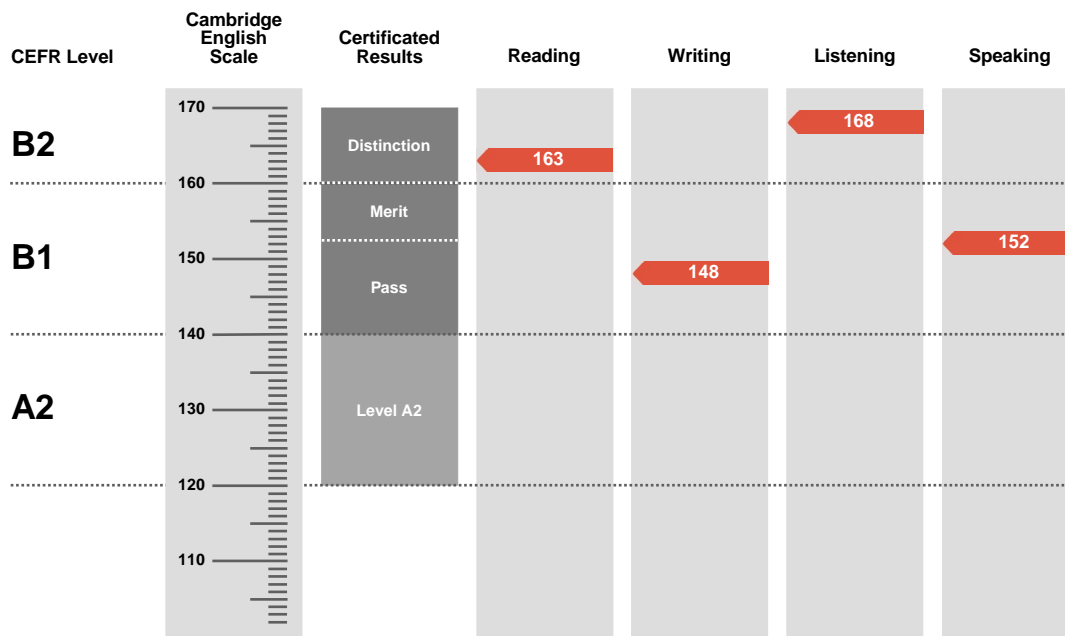 CEFR Level
Cambridge
English
Scale
Certificated
Results
Reading
Writing
Listening
Speaking
170
168
B2
Distinction
163
160
Merit
B1
152
150
148
Pass
140
A2
130
Level A2
120
110